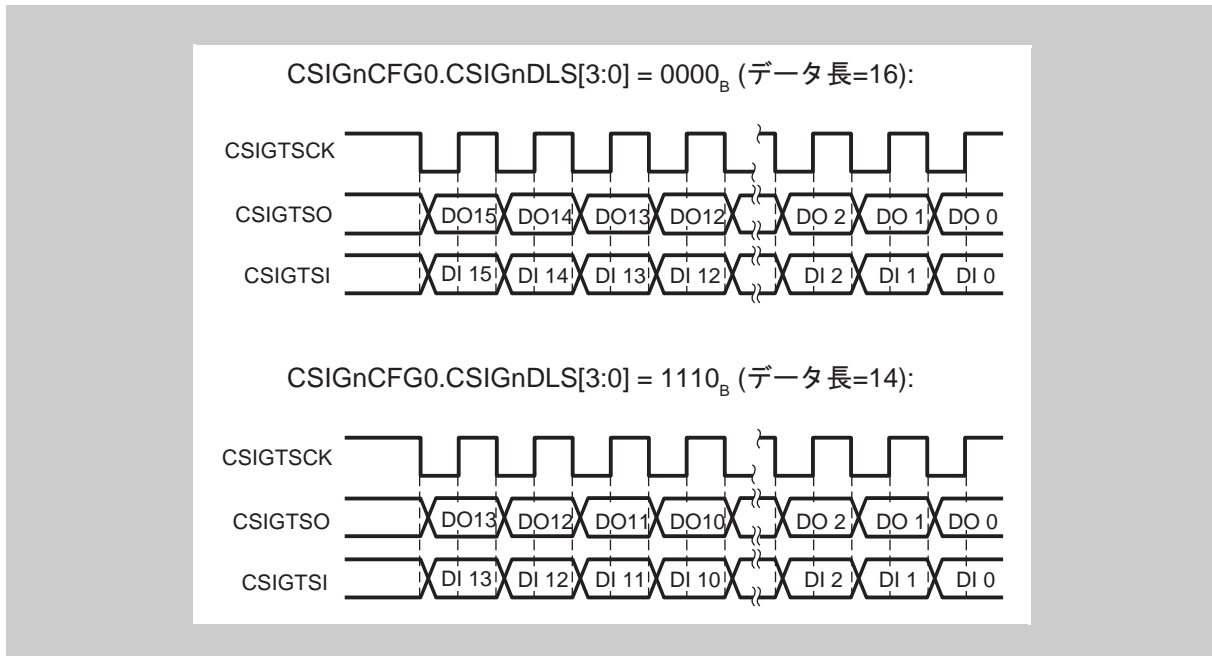 CSIGnCFG0.CSIGnDLS[3:0] = 0000B (データ長=16):
CSIGTSCK
CSIGTSO DO15 DO14 DO13 DO12 DO 2 DO 1 DO 0
CSIGTSI DI 15 DI 14 DI 13 DI 12 DI 2 DI 1 DI 0
CSIGnCFG0.CSIGnDLS[3:0] = 1110B (データ長=14):
CSIGTSCK
CSIGTSO DO13 DO12 DO11 DO10 DO 2 DO 1 DO 0
CSIGTSI DI 13 DI 12 DI 11 DI 10 DI 2 DI 1 DI 0